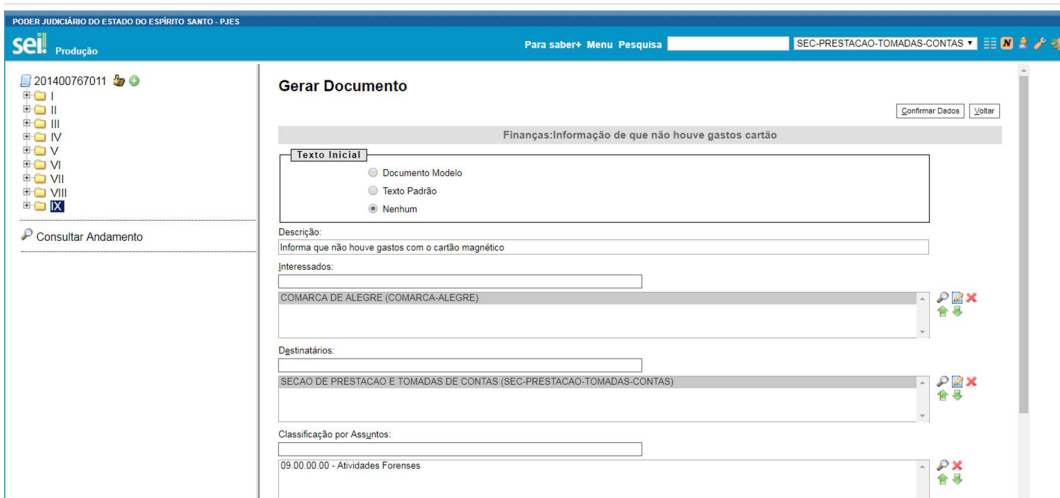 PODER JUDICIÁRIO DO ESTADO DO ESPÍRITO SANTO - PJES
sei! Produção
Para saber+ Menu Pesquisa
SEC-PRESTACAO-TOMADAS-CONTAS
N
201400767011
I
II
III
IV
V
VI
VII
VIII
IX
Consultar Andamento
Gerar Documento
Confirmar Dados
Voltar
Finanças:Informação de que não houve gastos cartão
Texto Inicial
Documento Modelo
Texto Padrão
Nenhum
Descrição:
Informa que não houve gastos com o cartão magnético
Interessados:
COMARCA DE ALEGRE (COMARCA-ALEGRE)
Destinatários:
SECAO DE PRESTACAO E TOMADAS DE CONTAS (SEC-PRESTACAO-TOMADAS-CONTAS)
Classificação por Assuntos:
09.00.00.00 - Atividades Forenses